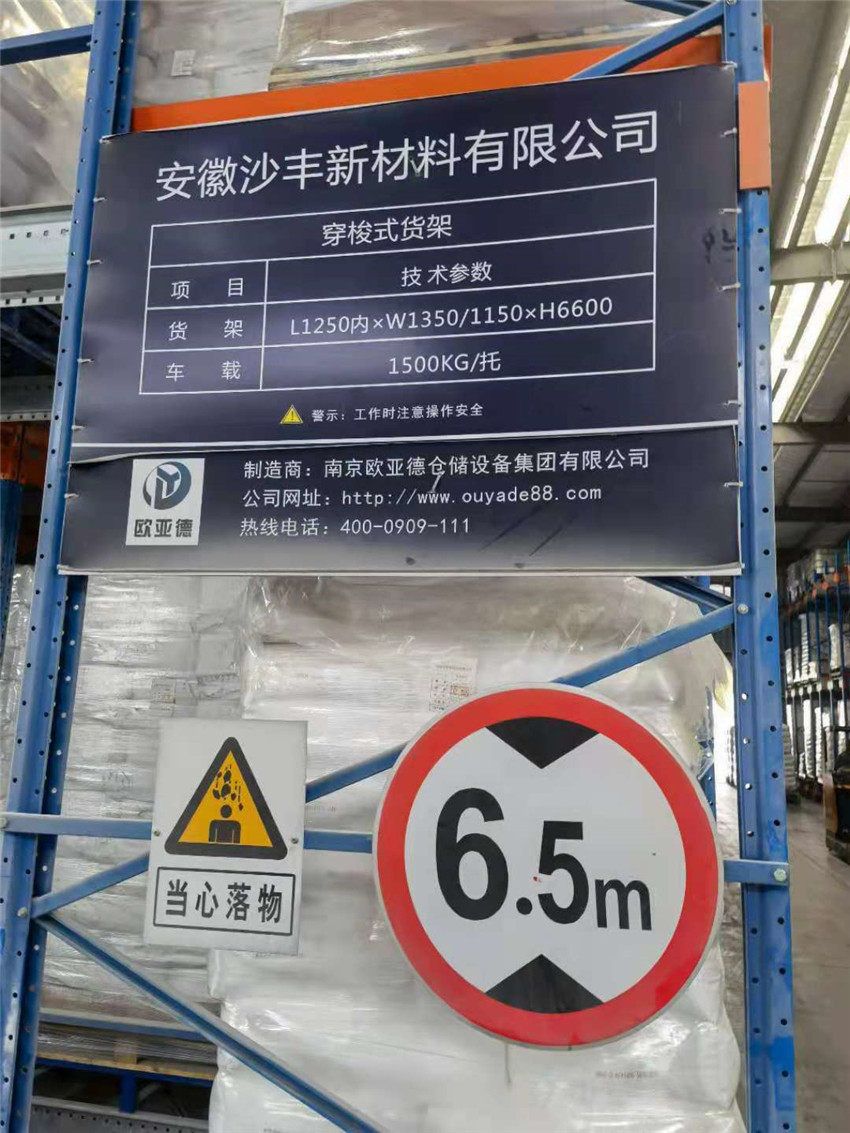 安徽沙丰新材料有限公司
穿梭式货架
项 目 技术参数
货 架 L1250内×W1350/1150×H6600
车 载 1500KG/托
警示：工作时注意操作安全
欧亚德
制造商：南京欧亚德仓储设备集团有限公司
公司网址：http://www.ouyade88.com
热线电话：400-0909-111
当心落物
6.5m